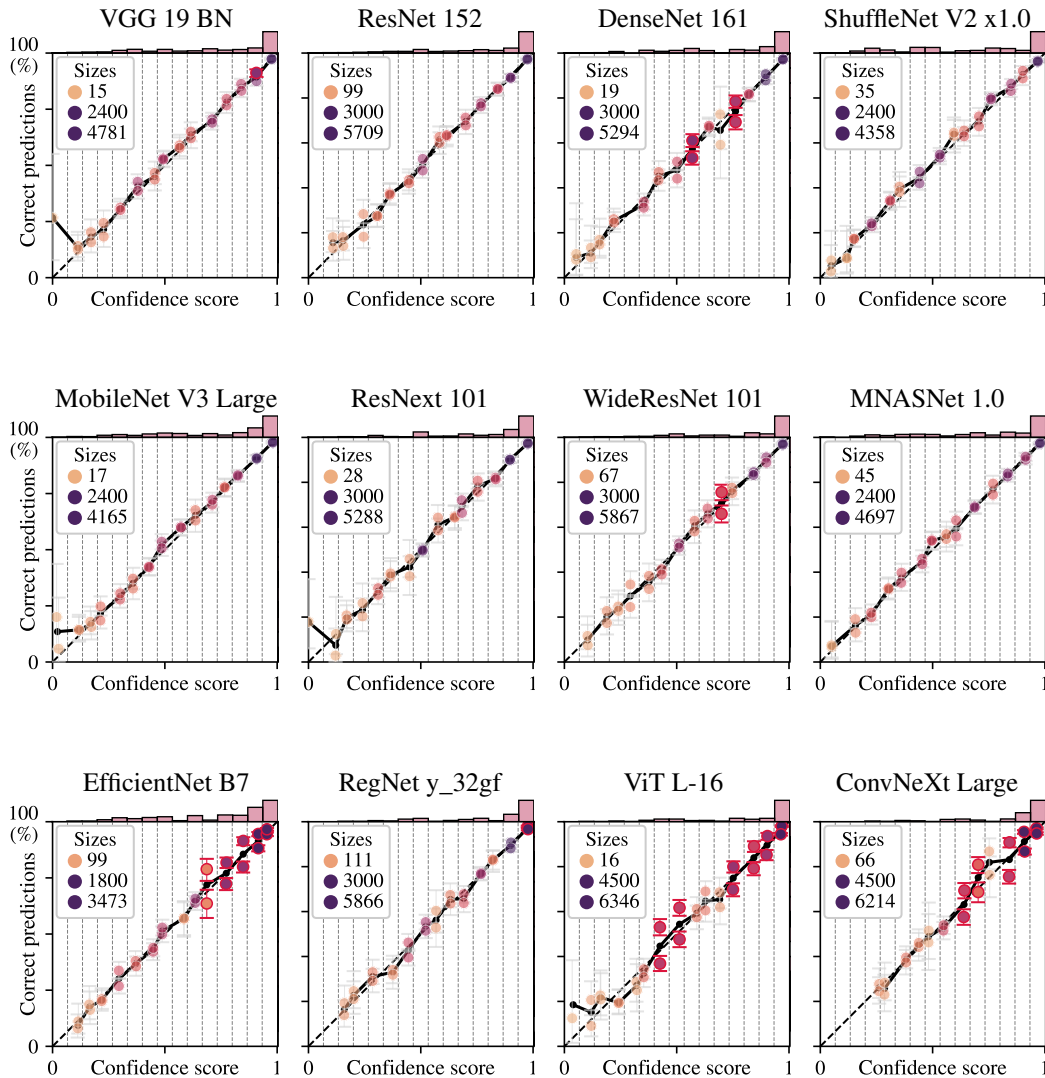 VGG 19 BN
ResNet 152
DenseNet 161
ShuffleNet V2 x1.0
100
(%)
Correct predictions
0
Sizes
15
2400
4781
Sizes
99
3000
5709
Sizes
19
3000
5294
Sizes
35
2400
4358
0 Confidence score 1
0 Confidence score 1
0 Confidence score 1
0 Confidence score 1
MobileNet V3 Large
ResNext 101
WideResNet 101
MNASNet 1.0
100
(%)
Correct predictions
0
Sizes
17
2400
4165
Sizes
28
3000
5288
Sizes
67
3000
5867
Sizes
45
2400
4697
0 Confidence score 1
0 Confidence score 1
0 Confidence score 1
0 Confidence score 1
EfficientNet B7
RegNet y_32gf
ViT L-16
ConvNeXt Large
100
(%)
Correct predictions
0
Sizes
99
1800
3473
Sizes
111
3000
5866
Sizes
16
4500
6346
Sizes
66
4500
6214
0 Confidence score 1
0 Confidence score 1
0 Confidence score 1
0 Confidence score 1